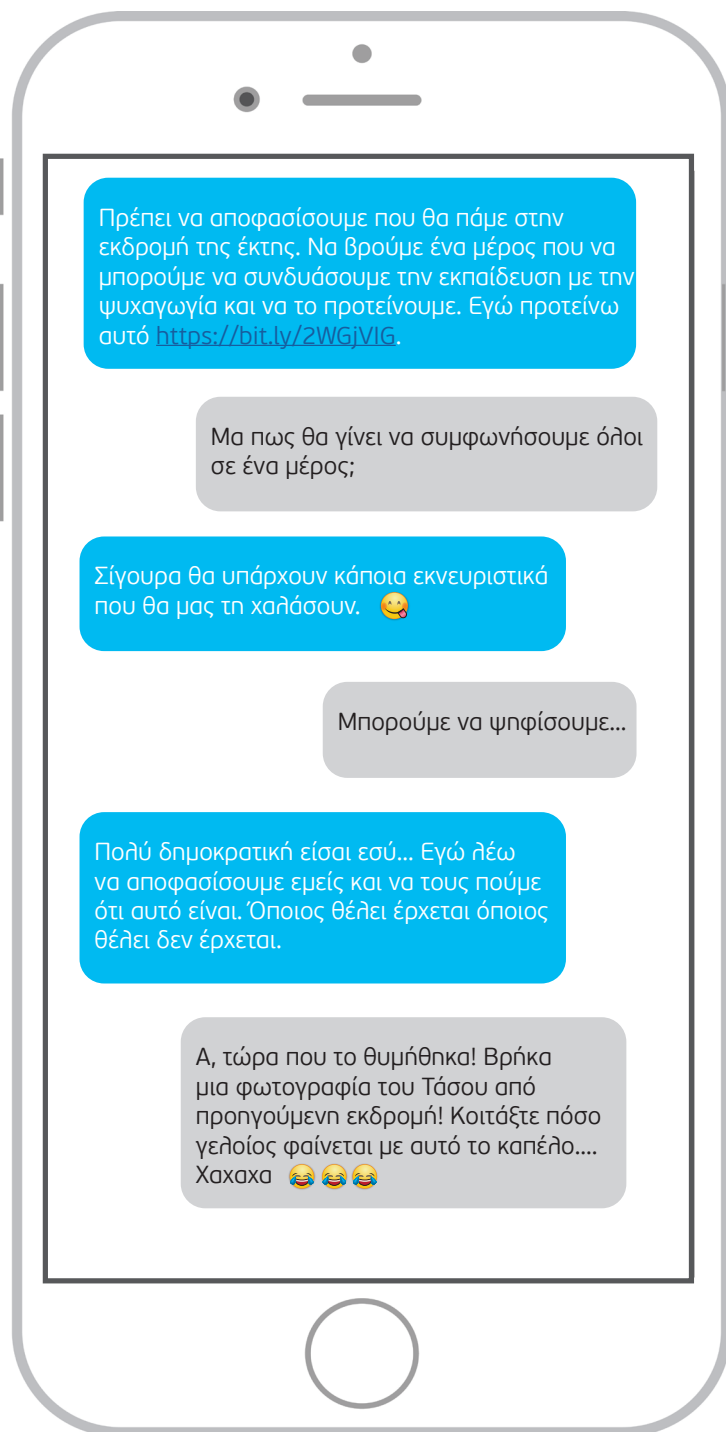 Πρέπει να αποφασίσουμε που θα πάμε στην
εκδρομή της έκτης. Να βρούμε ένα μέρος που να
μπορούμε να συνδυάσουμε την εκπαίδευση με την
ψυχαγωγία και να το προτείνουμε. Εγώ προτείνω
αυτό https://bit.ly/2WGjVIG.
Μα πως θα γίνει να συμφωνήσουμε όλοι
σε ένα μέρος;
Σίγουρα θα υπάρχουν κάποια εκνευριστικά
που θα μας τη χαλάσουν. 😋
Μπορούμε να ψηφίσουμε...
Πολύ δημοκρατική είσαι εσύ... Εγώ λέω
να αποφασίσουμε εμείς και να τους πούμε
ότι αυτό είναι. Όποιος θέλει έρχεται όποιος
θέλει δεν έρχεται.
Α, τώρα που το θυμήθηκα! Βρήκα
μια φωτογραφία του Τάσου από
προηγούμενη εκδρομή! Κοιτάξτε πόσο
γελοίος φαίνεται με αυτό το καπέλο....
Χαχαχα 😂😂😂